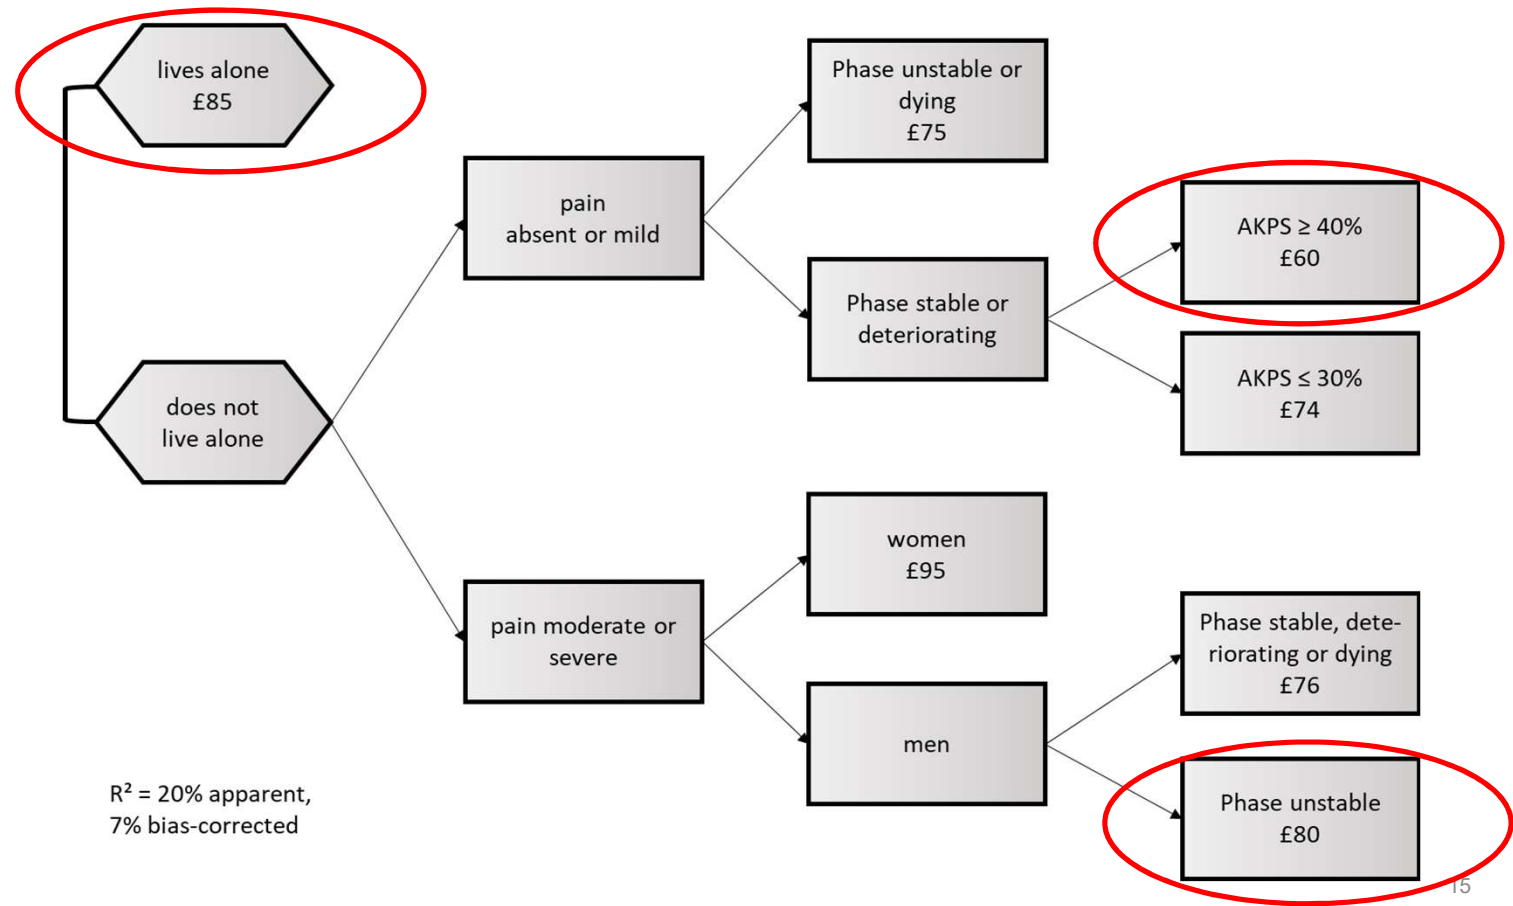 lives alone
£85
does not
live alone
pain
absent or mild
pain moderate or
severe
Phase unstable or
dying
£75
Phase stable or
deteriorating
women
£95
men
AKPS ≥ 40%
£60
AKPS ≤ 30%
£74
Phase stable, dete-
riorating or dying
£76
Phase unstable
£80
R² = 20% apparent,
7% bias-corrected
15